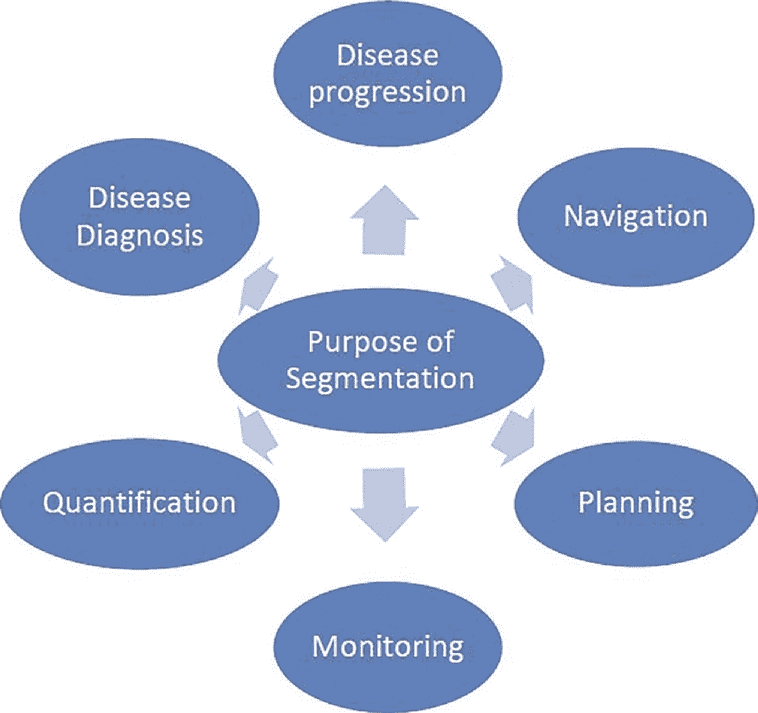 Disease
progression
Disease
Diagnosis
Navigation
Purpose of
Segmentation
Quantification
Planning
Monitoring